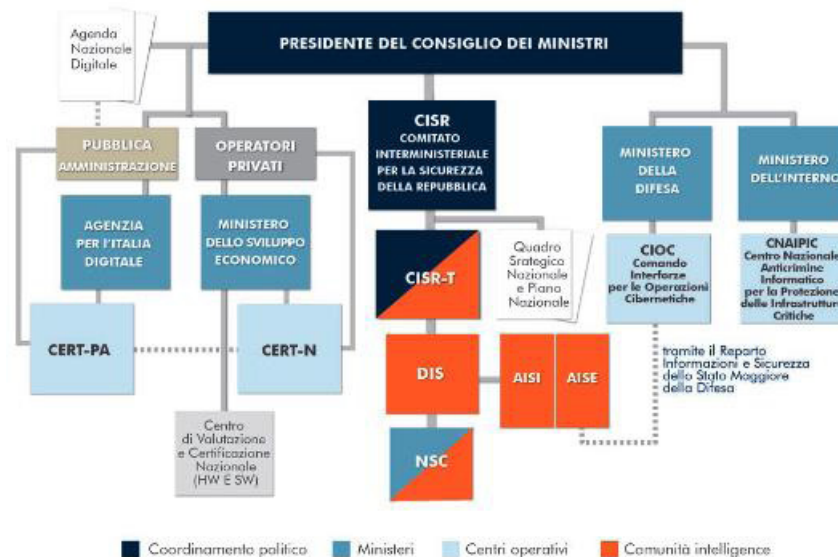 Agenda
Nazionale
Digitale
PRESIDENTE DEL CONSIGLIO DEI MINISTRI
PUBBLICA
AMMINISTRAZIONE
OPERATORI
PRIVATI
CISR
COMITATO
INTERMINISTERIALE
PER LA SICUREZZA
DELLA REPUBBLICA
MINISTERO
DELLA
DIFESA
MINISTERO
DELL'INTERNO
AGENZIA
PER L'ITALIA
DIGITALE
MINISTERO
DELLO SVILUPPO
ECONOMICO
CISR-T
Quadro
Srategico
Nazionale
e Piano
Nazionale
CIOC
Comando
Interforze
per le Operazioni
Cibernetiche
CNAIPIC
Centro Nazionale
Anticrimine
Informatico
per la Protezione
delle Infrastruttur
Critiche
CERT-PA
CERT-N
DIS
AISI
AISE
tramite il Reparto
Informazioni e Sicurezza
dello Stato Maggiore
della Difesa
Centro
di Valutazione
e Certificazione
Nazionale
(HW E SW)
NSC
Coordinamento politico
Ministeri
Centri operativi
Comunità intelligence